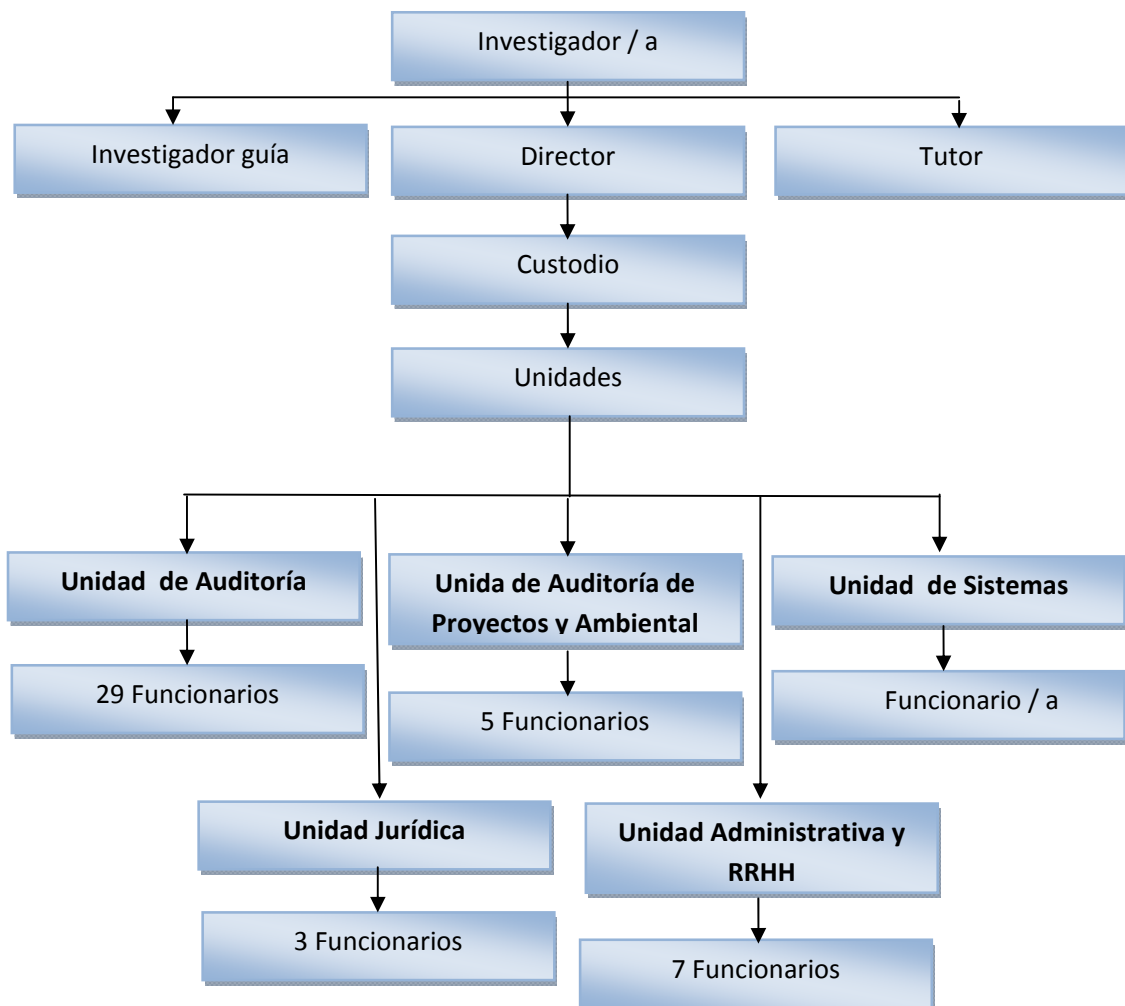 Investigador / a
Investigador guía
Director
Tutor
Custodio
Unidades
Unidad de Auditoría
Unida de Auditoría de
Proyectos y Ambiental
Unidad de Sistemas
29 Funcionarios
5 Funcionarios
Funcionario / a
Unidad Jurídica
Unidad Administrativa y
RRHH
3 Funcionarios
7 Funcionarios